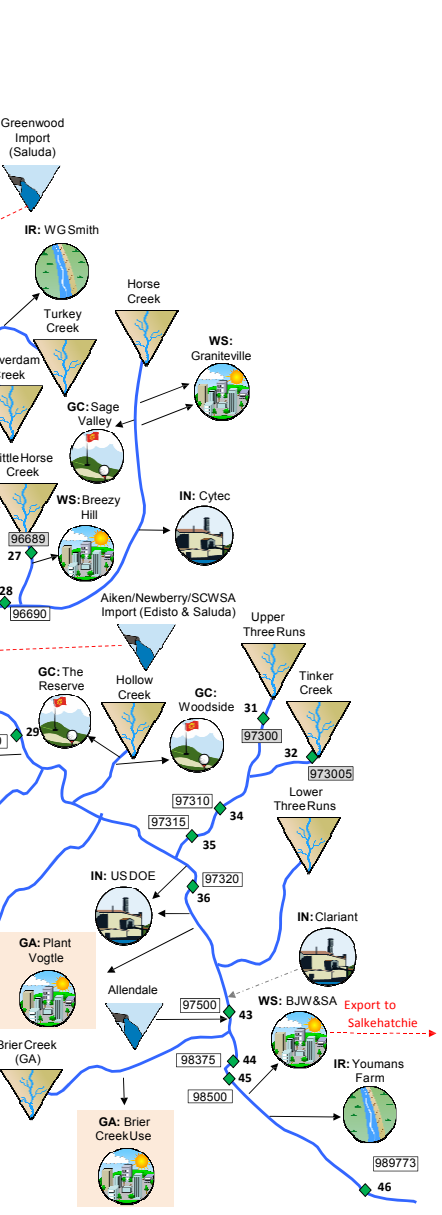 Greenwood
Import
(Saluda)
IR: WG Smith
Horse
Creek
Turkey
Creek
WS:
Graniteville
verdam
reek
GC: Sage
Valley
ittle Horse
Creek
WS: Breezy
Hill
IN: Cytec
96689
27
28
96690
Aiken/Newberry/SCWSA
Import (Edisto & Saluda)
Upper
Three Runs
GC: The
Reserve
Hollow
Creek
GC:
Woodside
Tinker
Creek
31
97300
29
0
32
973005
Lower
Three Runs
97310
34
97315
35
IN: US DOE
97320
36
IN: Clariant
GA: Plant
Vogtle
Allendale
97500
43
WS: BJW&SA
Export to
Salkehatchie
Brier Creek
(GA)
98375
44
45
98500
IR: Youmans
Farm
GA: Brier
Creek Use
989773
46